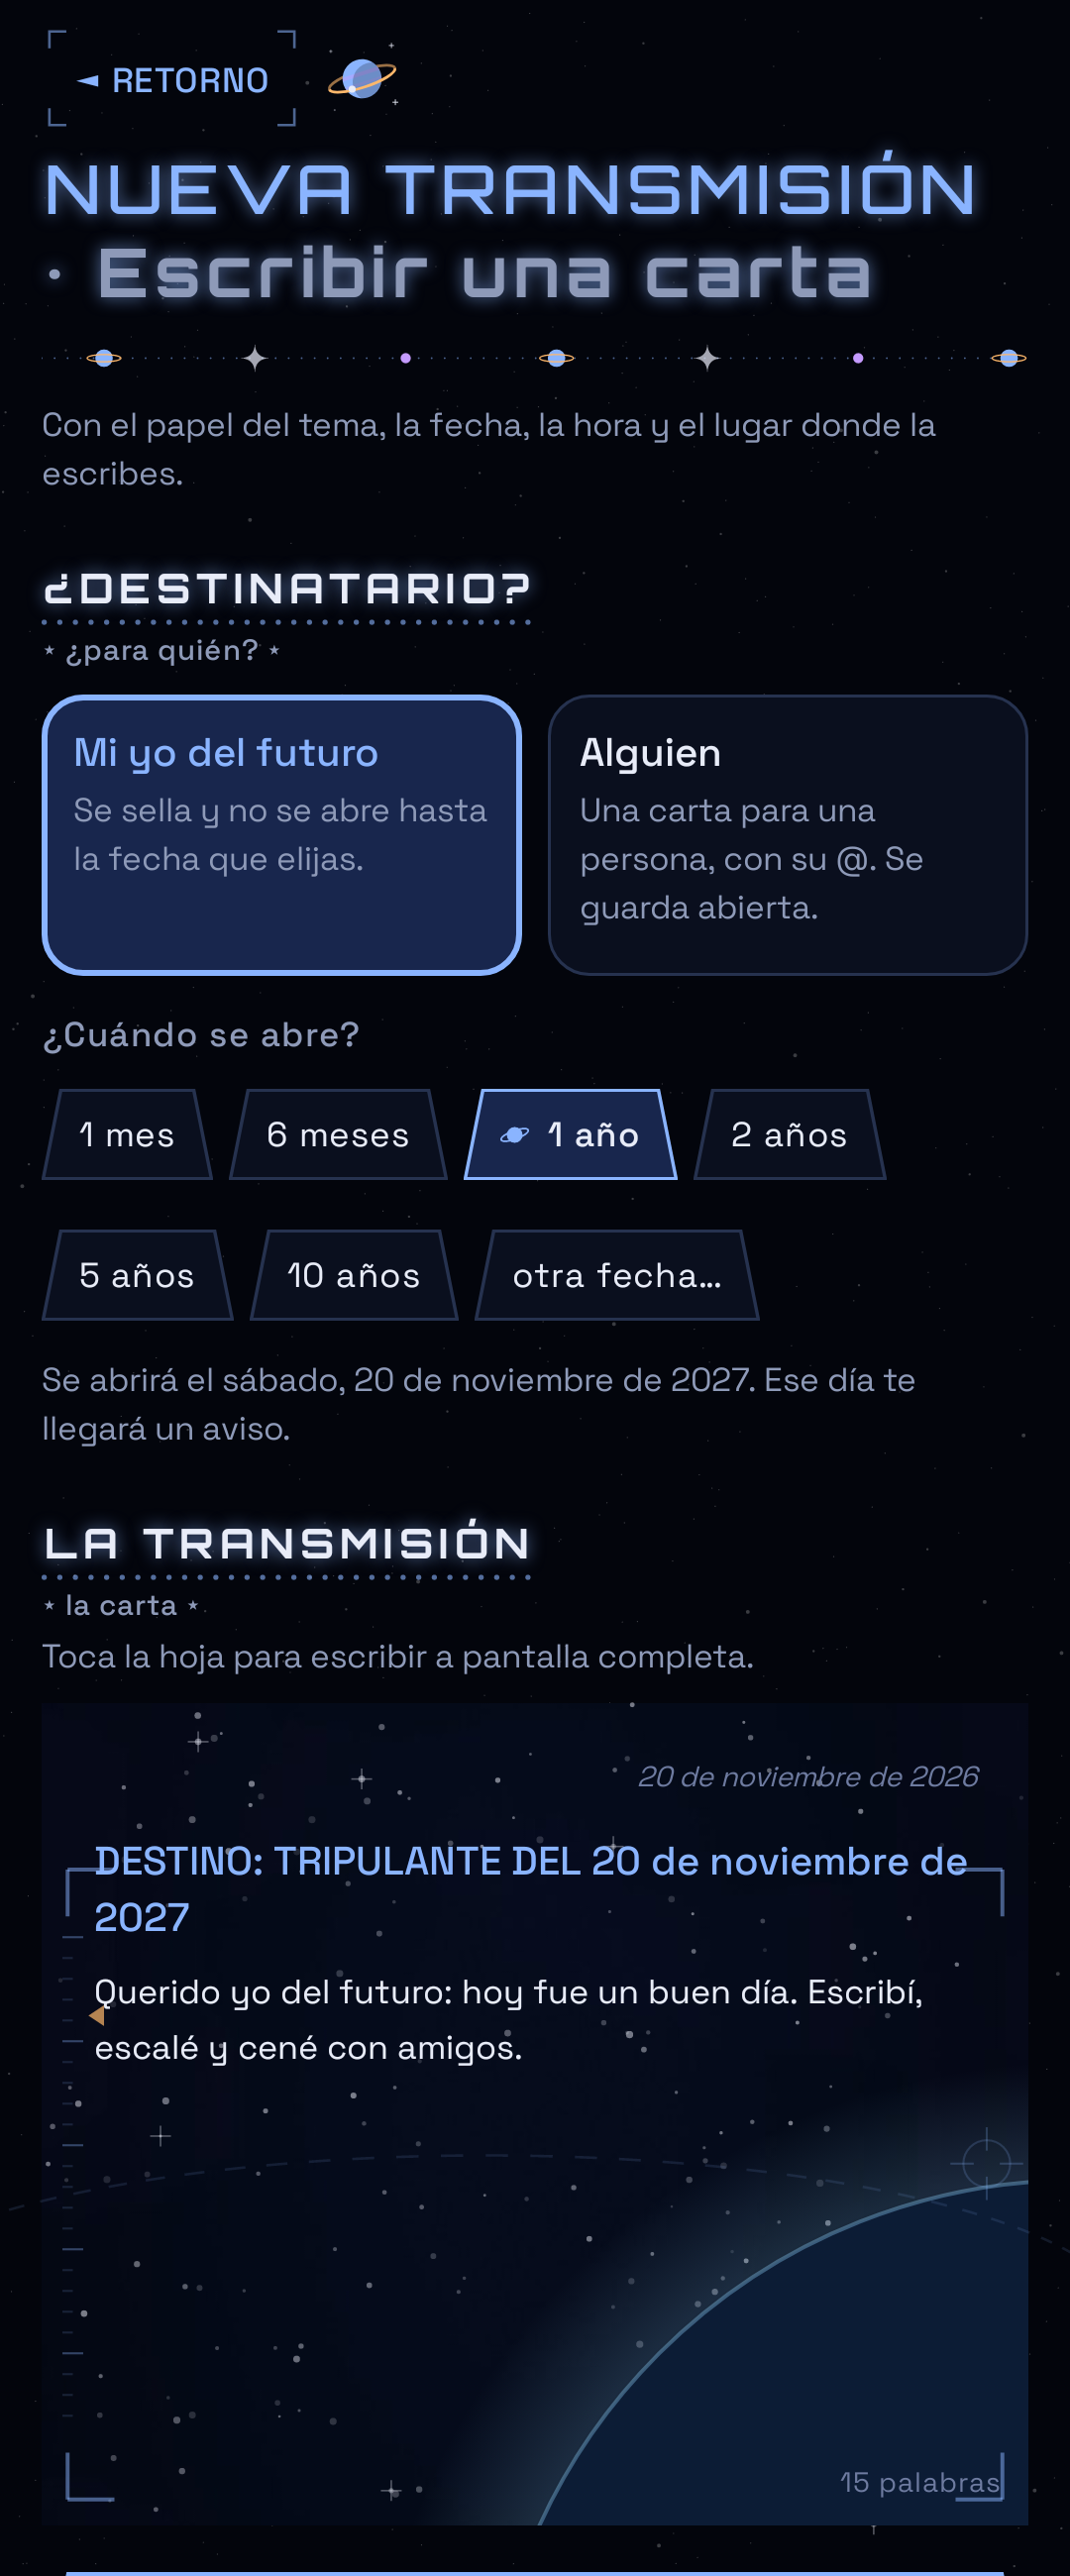 ◄ RETORNO
NUEVA TRANSMISIÓN
· Escribir una carta
Con el papel del tema, la fecha, la hora y el lugar donde la
escribes.
¿DESTINATARIO?
⋆ ¿para quién? ⋆
Mi yo del futuro
Se sella y no se abre hasta
la fecha que elijas.
Alguien
Una carta para una
persona, con su @. Se
guarda abierta.
¿Cuándo se abre?
1 mes
6 meses
1 año
2 años
5 años
10 años
otra fecha...
Se abrirá el sábado, 20 de noviembre de 2027. Ese día te
llegará un aviso.
LA TRANSMISIÓN
⋆ la carta ⋆
Toca la hoja para escribir a pantalla completa.
20 de noviembre de 2026
DESTINO: TRIPULANTE DEL 20 de noviembre de
2027
Querido yo del futuro: hoy fue un buen día. Escribí,
escalé y cené con amigos.
15 palabras